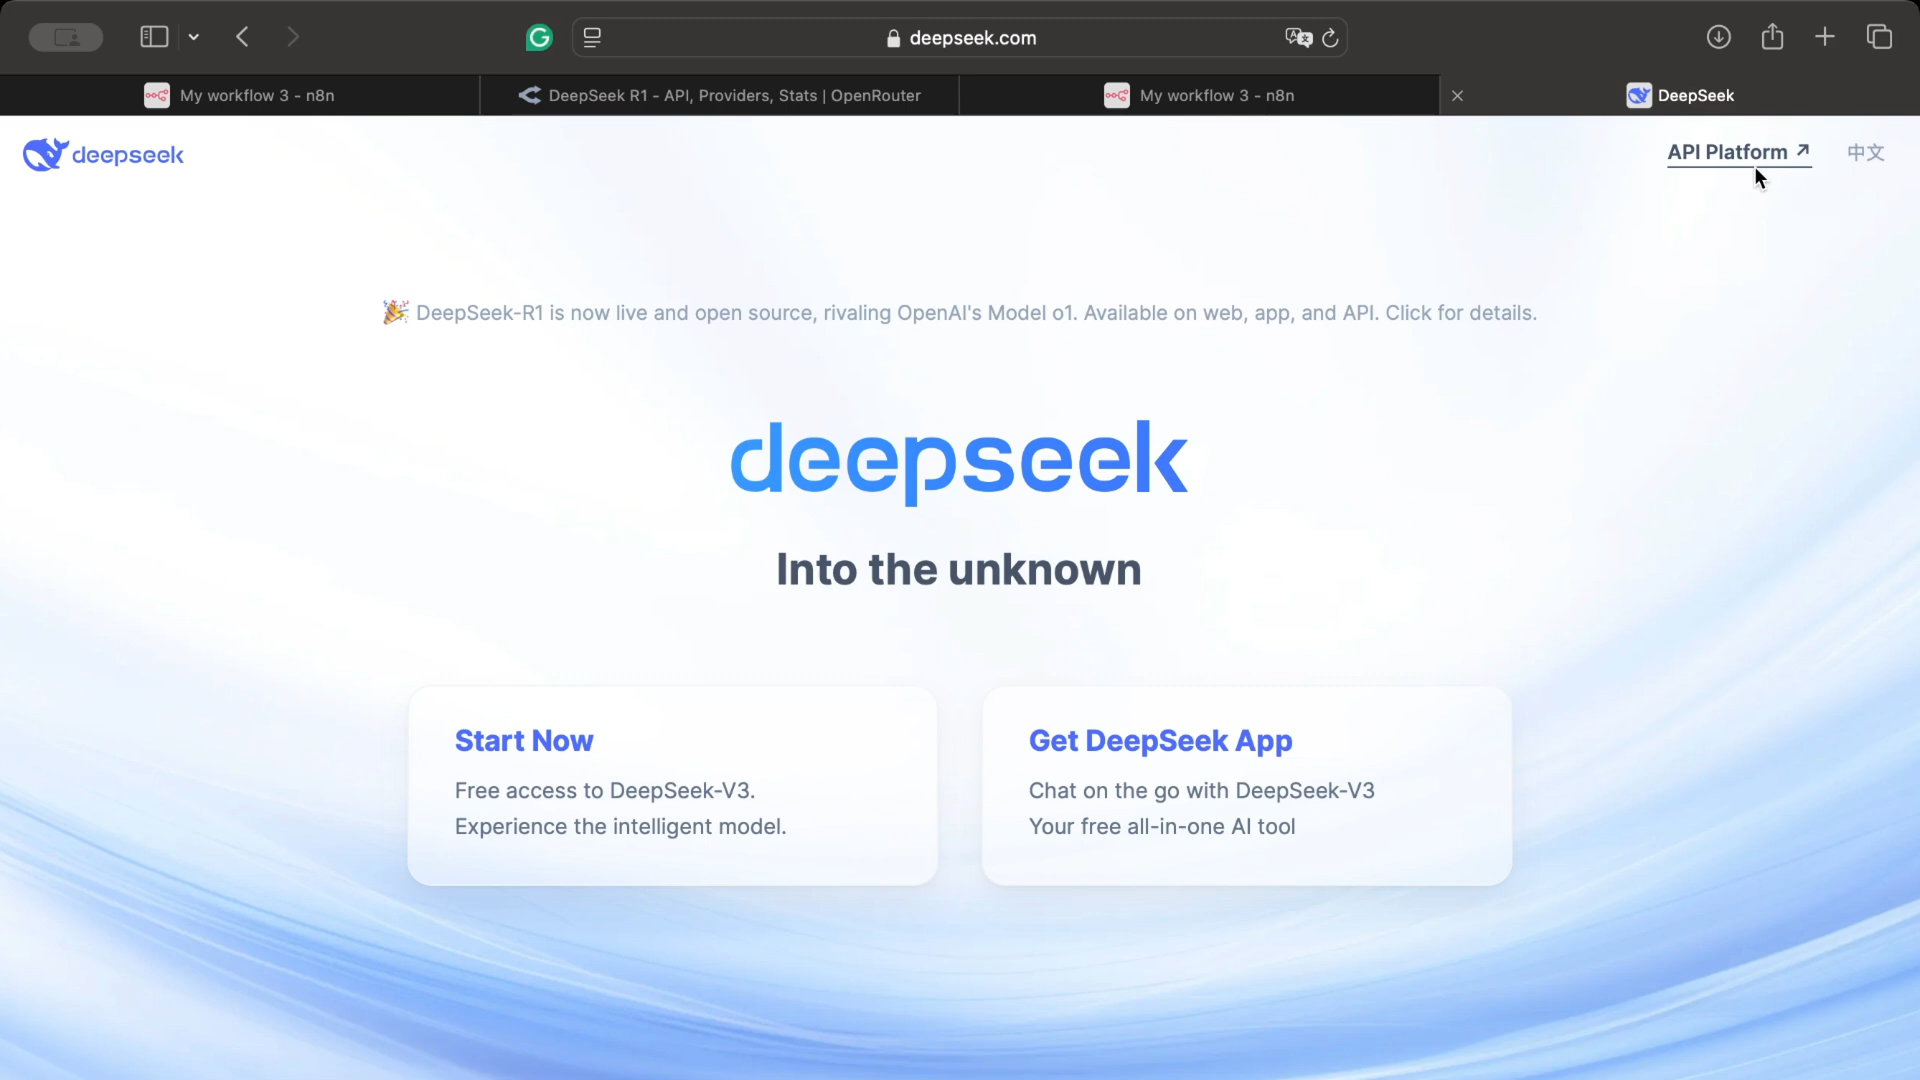 deepseek.com
My workflow 3 - n8n
DeepSeek R1 - API, Providers, Stats | OpenRouter
My workflow 3 - n8n
DeepSeek
deepseek
API Platform
中文
🎉 DeepSeek-R1 is now live and open source, rivaling OpenAI's Model o1. Available on web, app, and API. Click for details.
deepseek
Into the unknown
Start Now
Free access to DeepSeek-V3.
Experience the intelligent model.
Get DeepSeek App
Chat on the go with DeepSeek-V3
Your free all-in-one AI tool